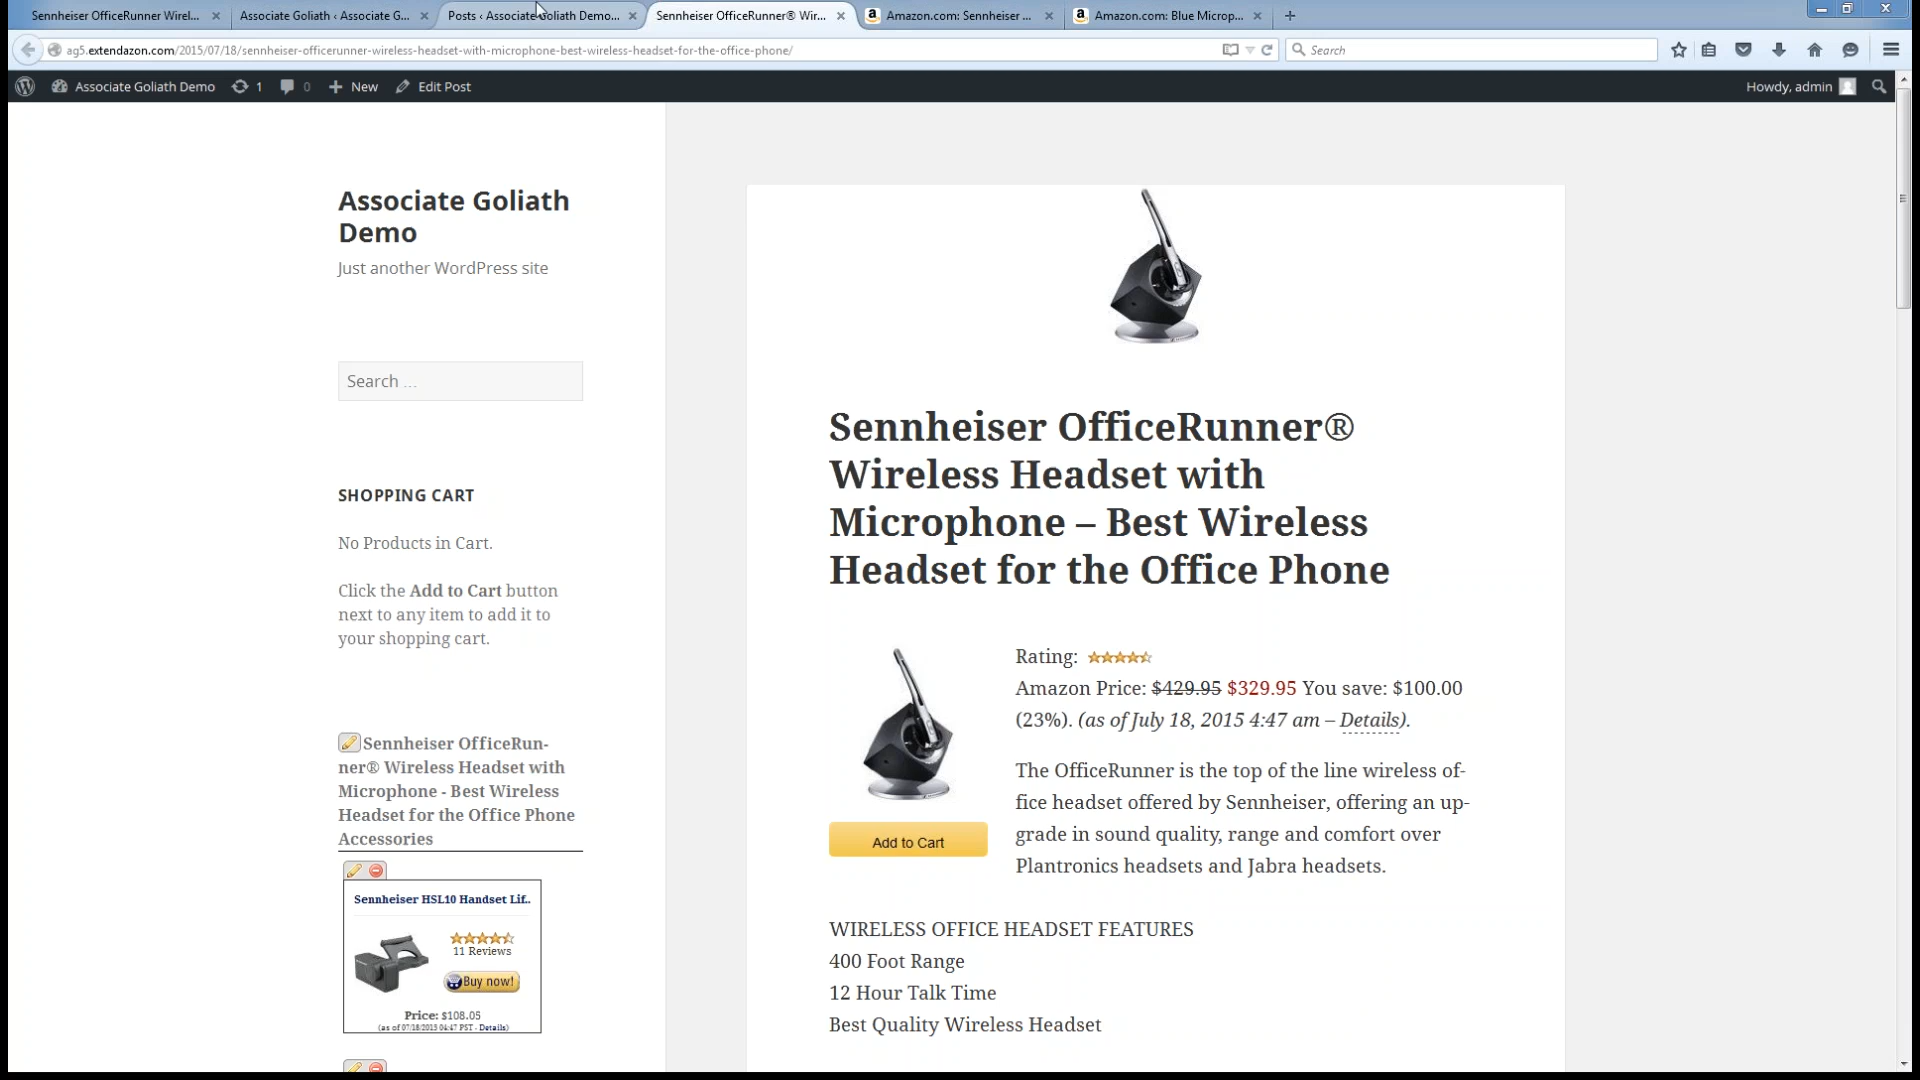 Sennheiser OfficeRunner Wirel...
Associate Goliath ‹ Associate G...
Posts ‹ Associate Goliath Demo...
Sennheiser OfficeRunner® Wir...
Amazon.com: Sennheiser ...
Amazon.com: Blue Microp...
ag5.extendazon.com/2015/07/18/sennheiser-officerunner-wireless-headset-with-microphone-best-wireless-headset-for-the-office-phone/
Search
Associate Goliath Demo
1
0
New
Edit Post
Howdy, admin
Associate Goliath
Demo
Just another WordPress site
Search …
SHOPPING CART
No Products in Cart.
Click the Add to Cart button
next to any item to add it to
your shopping cart.
Sennheiser OfficeRun-
ner® Wireless Headset with
Microphone - Best Wireless
Headset for the Office Phone
Accessories
Sennheiser HSL10 Handset Lif..
11 Reviews
Buy now!
Price: $108.05
(as of 07/18/2015 04:47 PST - Details)
Sennheiser OfficeRunner®
Wireless Headset with
Microphone – Best Wireless
Headset for the Office Phone
Rating:
Amazon Price: $429.95 $329.95 You save: $100.00
(23%). (as of July 18, 2015 4:47 am – Details).
Add to Cart
The OfficeRunner is the top of the line wireless of-
fice headset offered by Sennheiser, offering an up-
grade in sound quality, range and comfort over
Plantronics headsets and Jabra headsets.
WIRELESS OFFICE HEADSET FEATURES
400 Foot Range
12 Hour Talk Time
Best Quality Wireless Headset